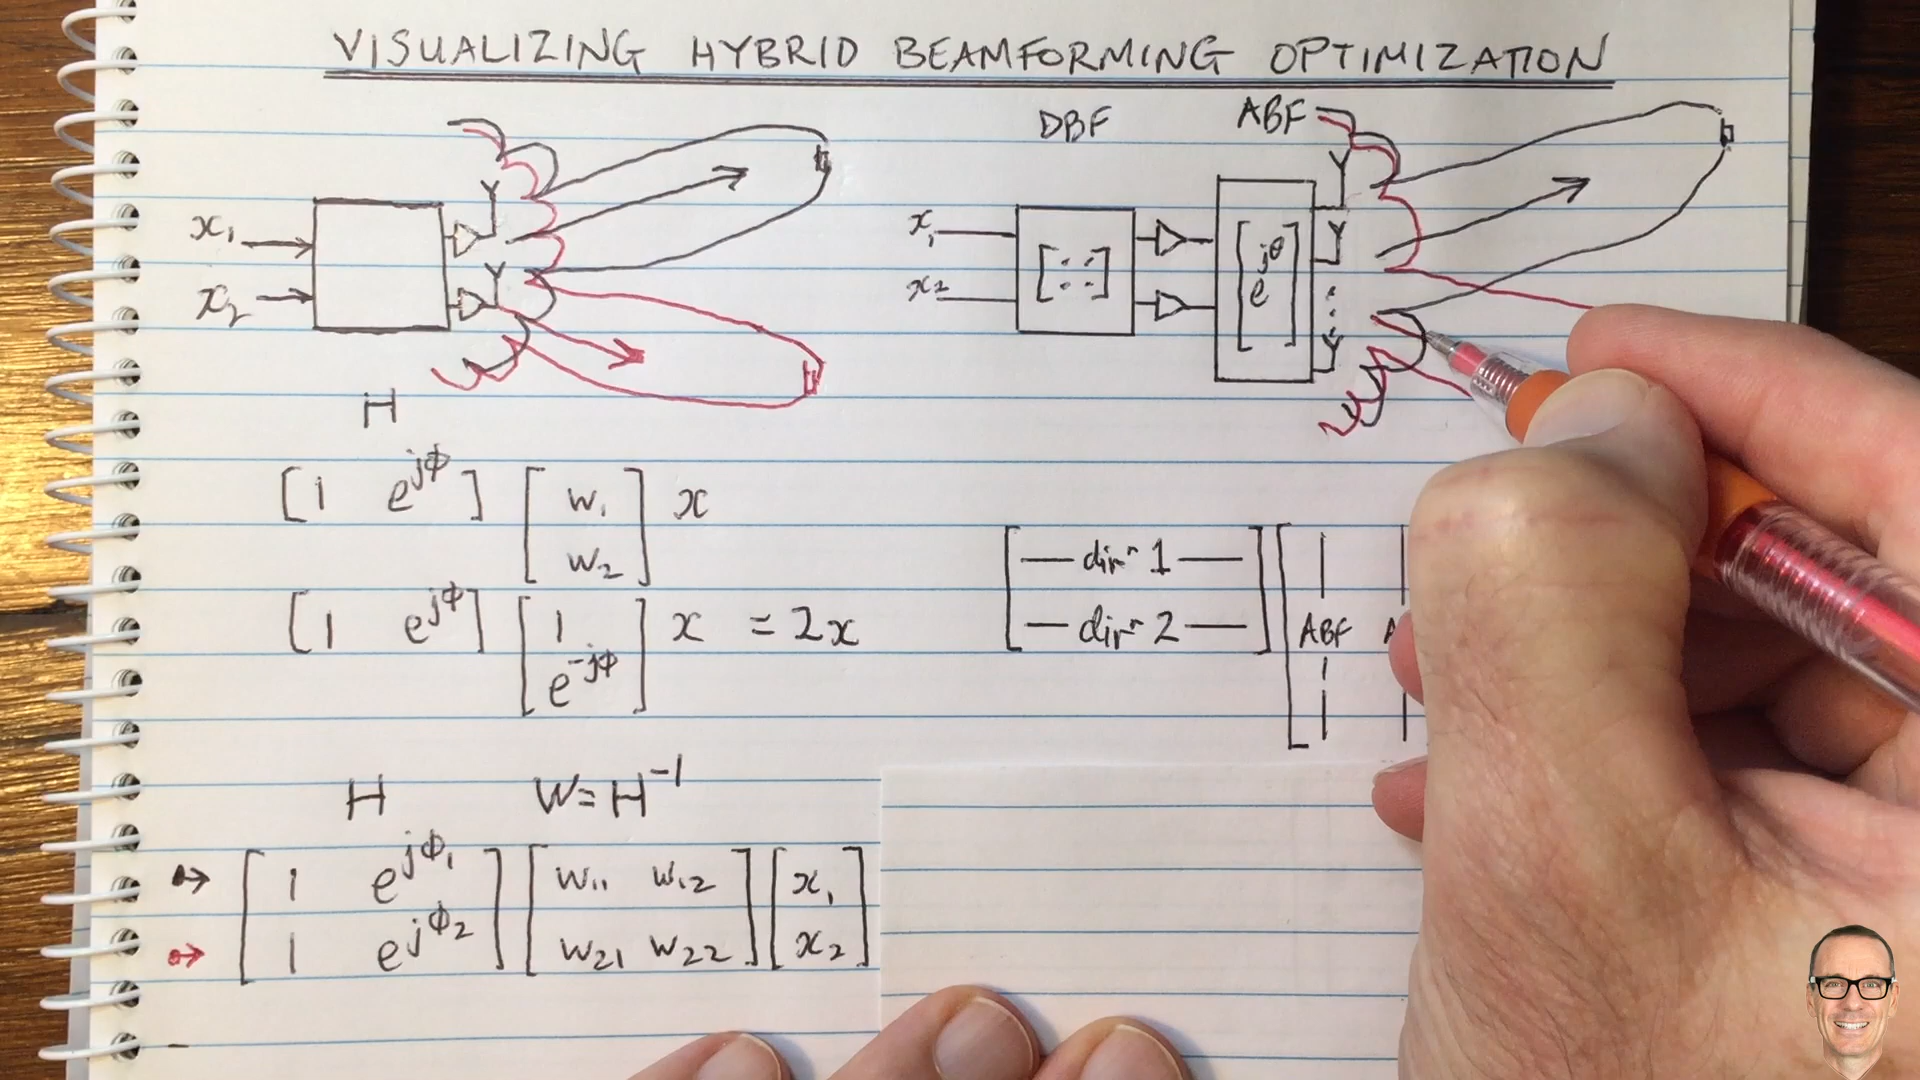 VISUALIZING HYBRID BEAMFORMING OPTIMIZATION
DBF ABF
x₁
x₂
x₁
x₂
[: :]
[e^jθ]
H
[1 e^jϕ] [w₁ w₂] x
[1 e^jϕ] [1 e^-jϕ] x = 2x
[— dirⁿ 1 —
— dirⁿ 2 —] [ABF
H W=H⁻¹
[1 e^jϕ₁ [w₁₁ w₁₂ [x₁
1 e^jϕ₂] w₂₁ w₂₂] x₂]